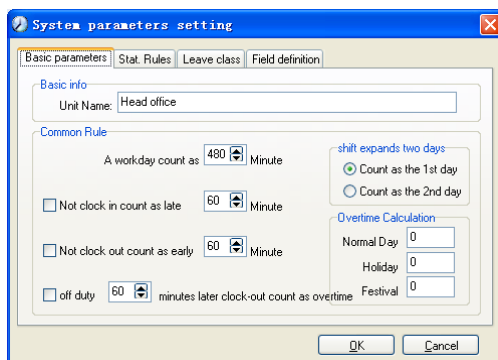 System parameters setting
Basic parameters Stat. Rules Leave class Field definition
Basic info
Unit Name: Head office
Common Rule
A workday count as 480 Minute
Not clock in count as late 60 Minute
Not clock out count as early 60 Minute
off duty 60 minutes later clock-out count as overtime
shift expands two days
Count as the 1st day
Count as the 2nd day
Overtime Calculation
Normal Day 0
Holiday 0
Festival 0
OK Cancel